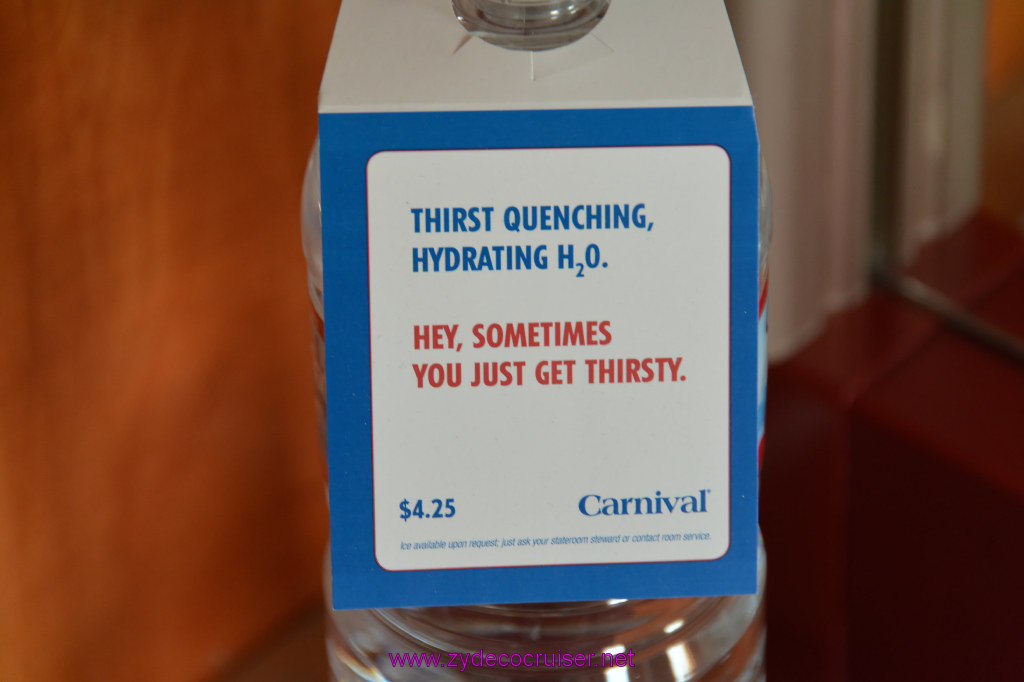 THIRST QUENCHING,
HYDRATING H₂O.
HEY, SOMETIMES
YOU JUST GET THIRSTY.
$4.25
Carnival
Ice available upon request; just ask your stateroom steward or contact room service.
www.zydecocruiser.net